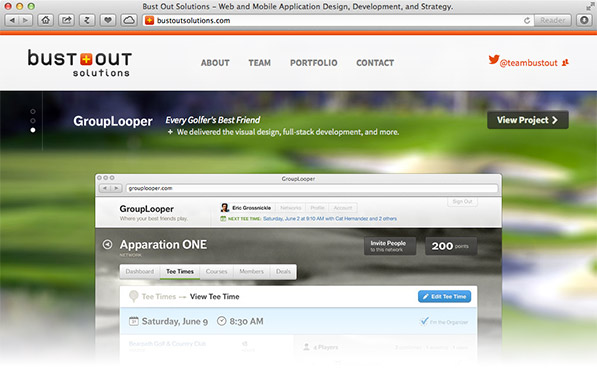 Bust Out Solutions – Web and Mobile Application Design, Development, and Strategy.
bustoutsolutions.com
Reader
bust out
solutions
ABOUT TEAM PORTFOLIO CONTACT
@teambustout
GroupLooper
Every Golfer's Best Friend
+ We delivered the visual design, full-stack development, and more.
View Project
GroupLooper
grouplooper.com
GroupLooper
Where your best friends play.
Eric Grossnickle Networks Profile Account
Sign Out
NEXT TEE TIME: Saturday, June 2 at 8:10 AM with Cat Hernandez and 2 others
Apparation ONE
NETWORK
Invite People
to this network
200 points
Dashboard Tee Times Courses Members Deals
Tee Times → View Tee Time
Edit Tee Time
Saturday, June 9 8:30 AM
I'm the Organizer
Golf & Country Club
Players